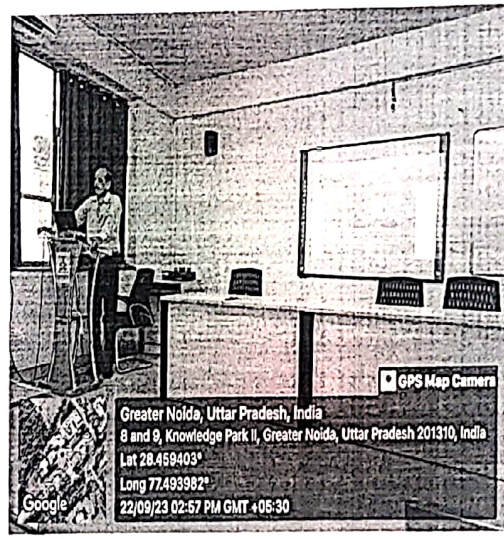 GPS Map Camera
Greater Noida, Uttar Pradesh, India
8 and 9, Knowledge Park II, Greater Noida, Uttar Pradesh 201310, India
Lat 28.459403°
Long 77.493982°
22/09/23 02:57 PM GMT +05:30
Google